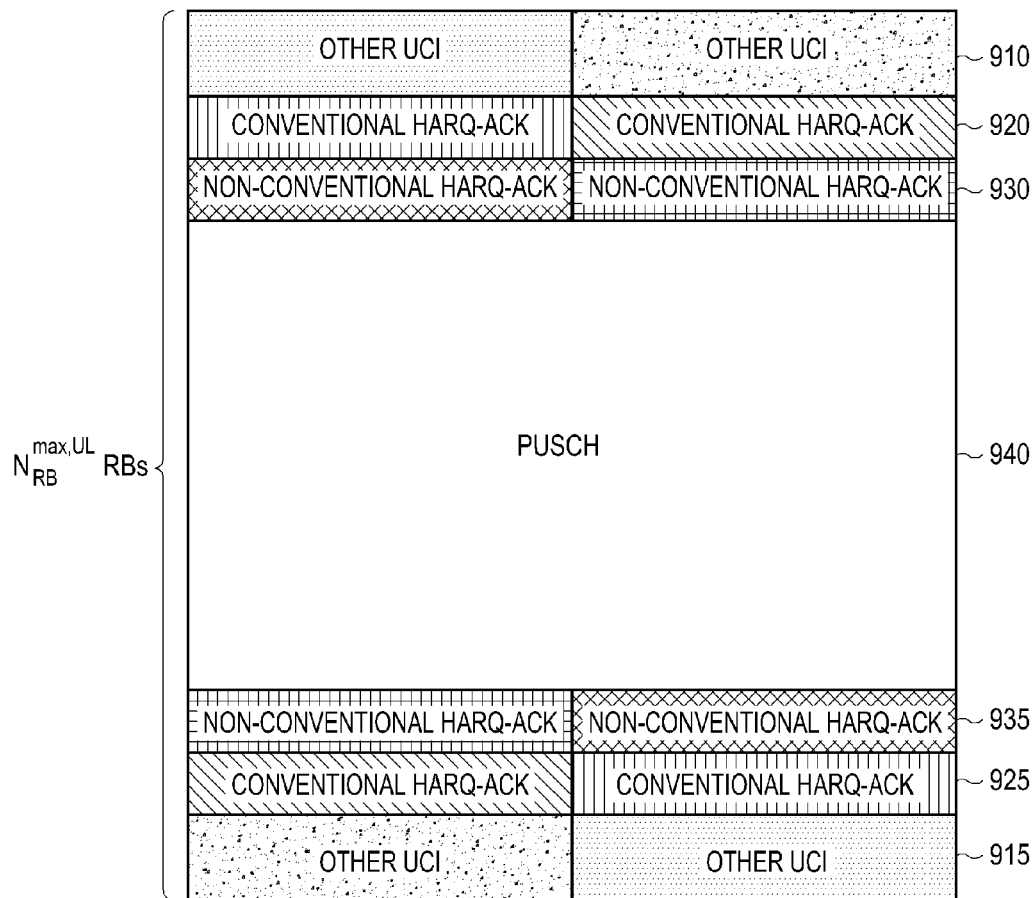 OTHER UCI OTHER UCI 910
CONVENTIONAL HARQ-ACK CONVENTIONAL HARQ-ACK 920
NON-CONVENTIONAL HARQ-ACK NON-CONVENTIONAL HARQ-ACK 930
N_RB^max,UL RBs PUSCH 940
NON-CONVENTIONAL HARQ-ACK NON-CONVENTIONAL HARQ-ACK 935
CONVENTIONAL HARQ-ACK CONVENTIONAL HARQ-ACK 925
OTHER UCI OTHER UCI 915